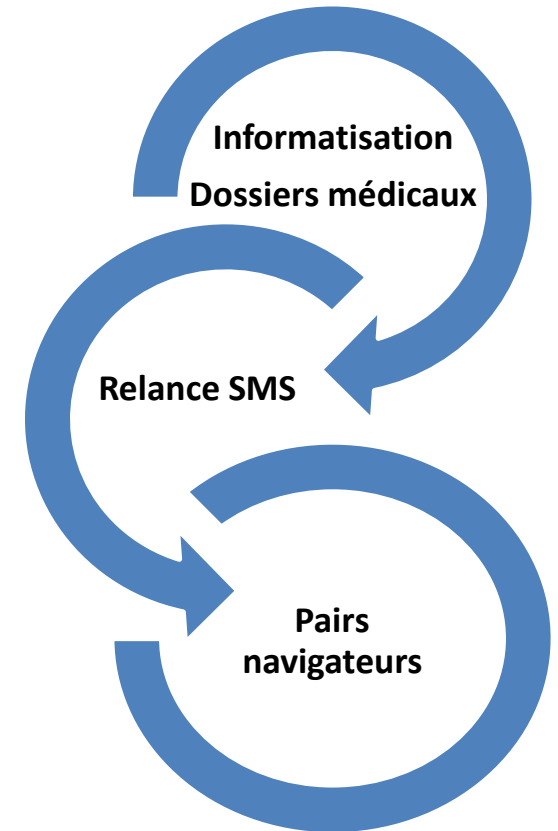 Informatisation
Dossiers médicaux
Relance SMS
Pairs
navigateurs